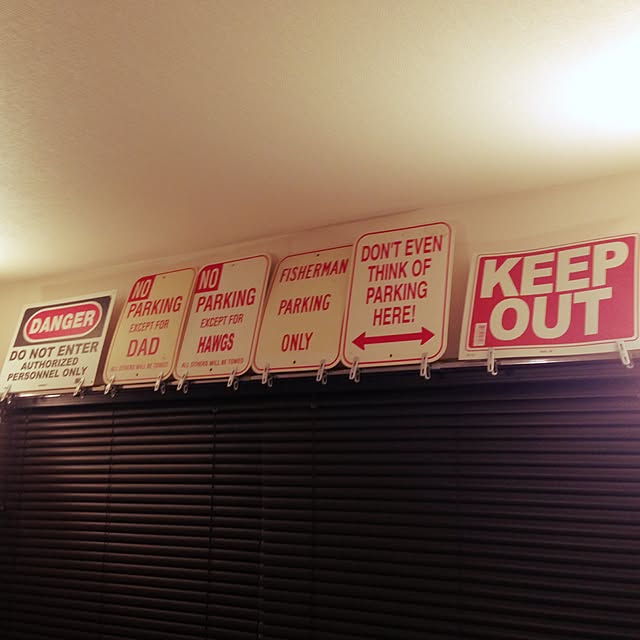 DANGER
DO NOT ENTER
AUTHORIZED
PERSONNEL ONLY
NO
PARKING
EXCEPT FOR
DAD
ALL OTHERS WILL BE TOWED
NO
PARKING
EXCEPT FOR
HAWGS
ALL OTHERS WILL BE TOWED
FISHERMAN
PARKING
ONLY
DON'T EVEN
THINK OF
PARKING
HERE!
KEEP
OUT